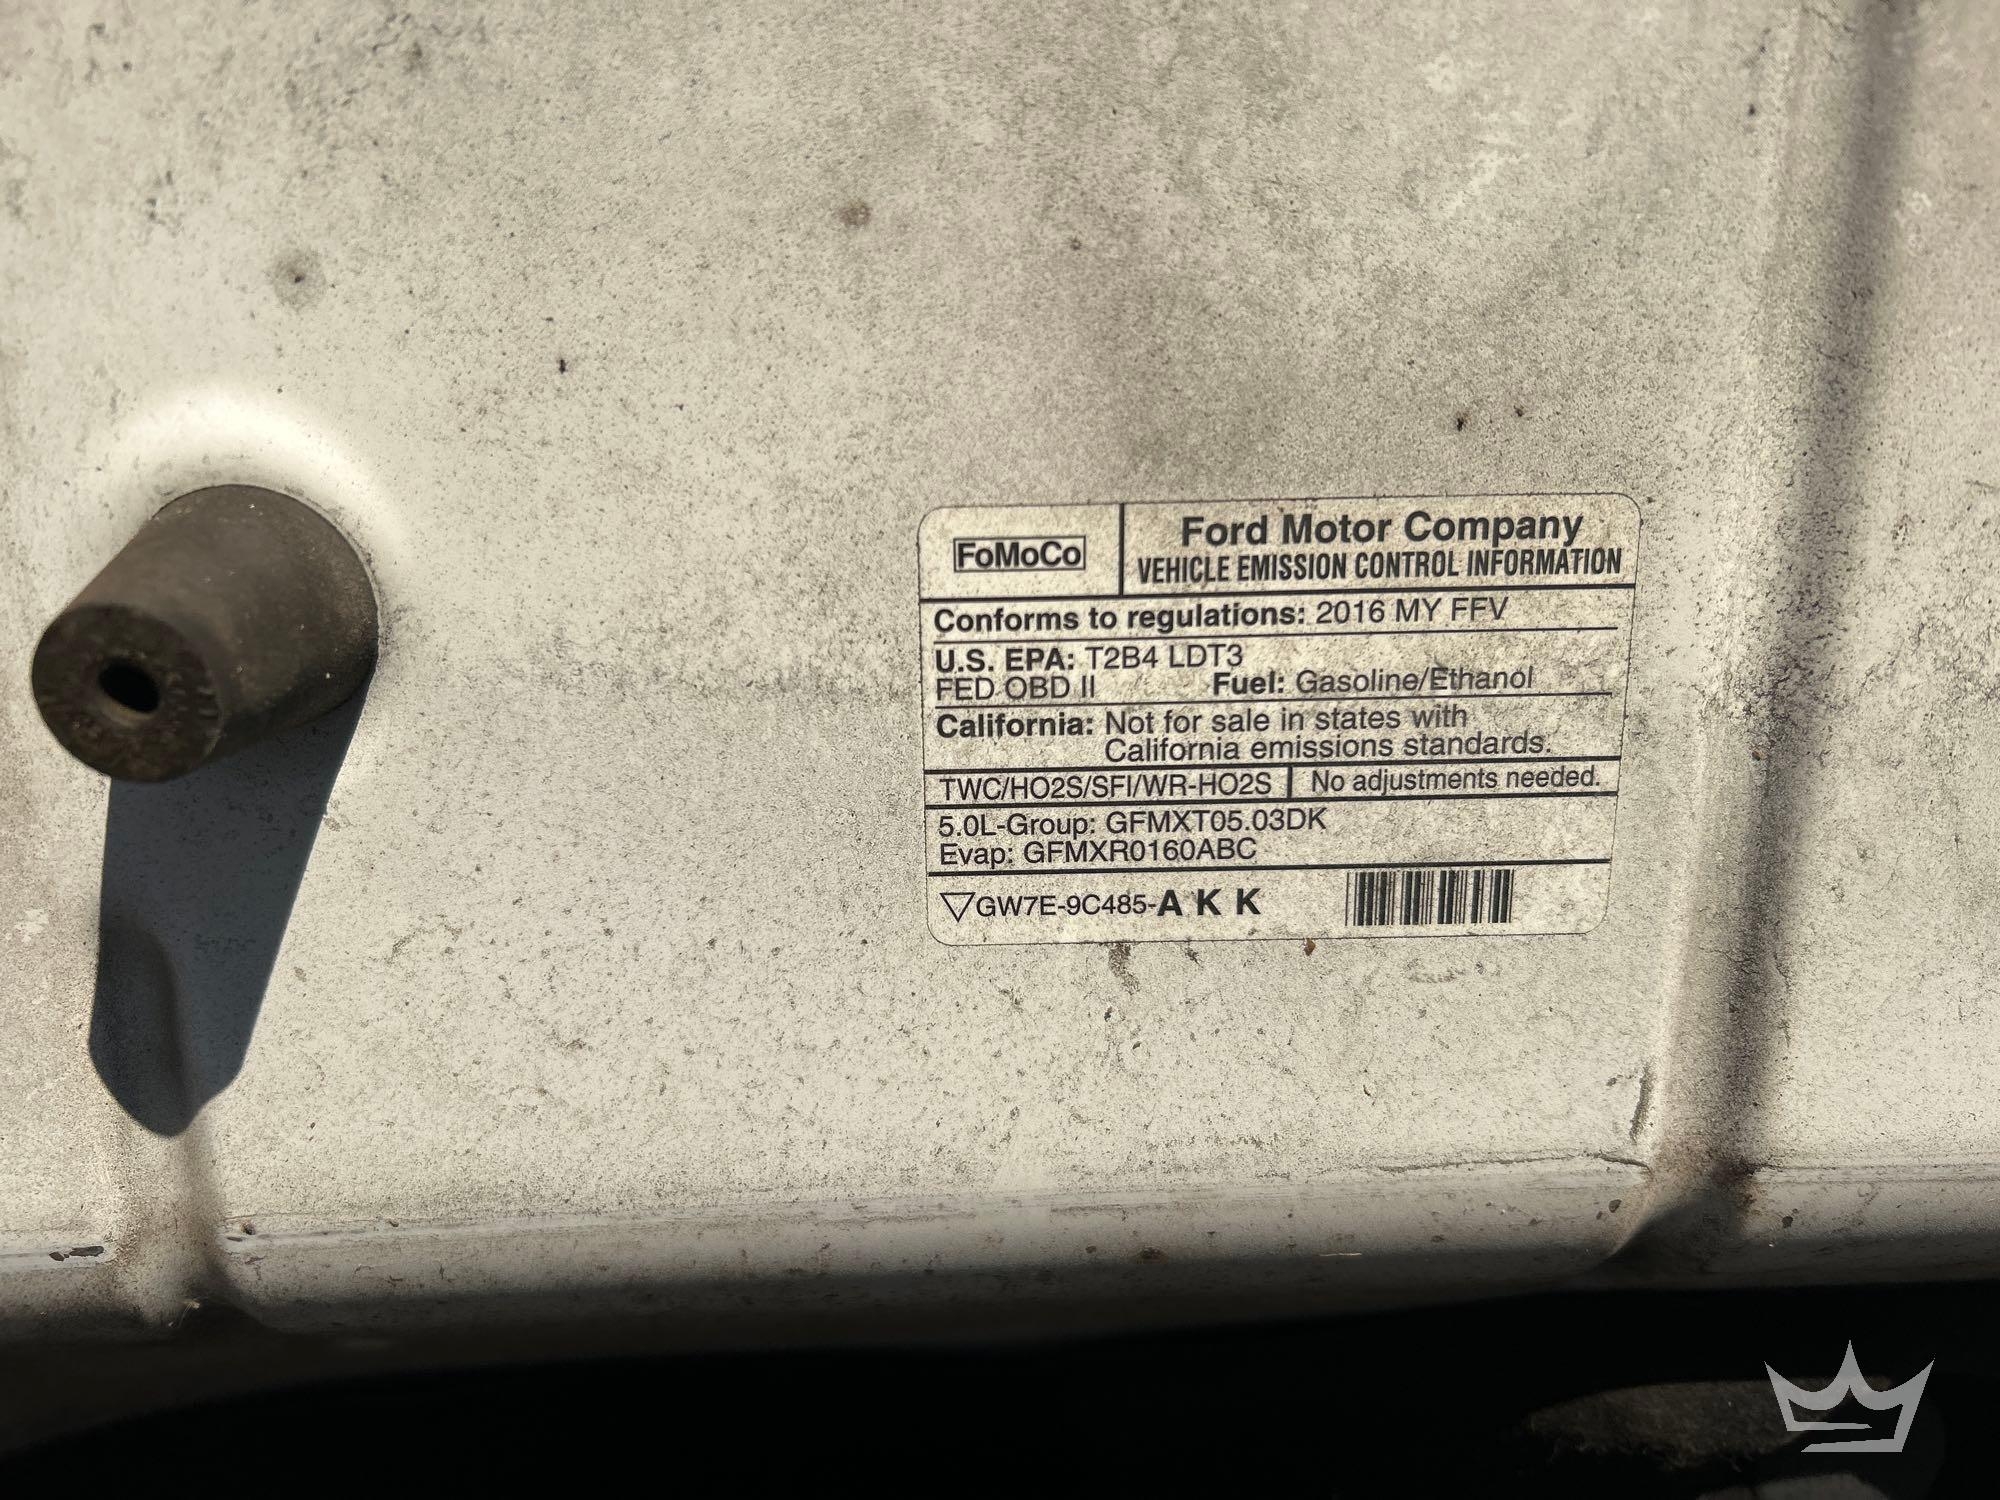 FoMoCo
Ford Motor Company
VEHICLE EMISSION CONTROL INFORMATION
Conforms to regulations: 2016 MY FFV
U.S. EPA: T2B4 LDT3
FED OBD II Fuel: Gasoline/Ethanol
California: Not for sale in states with
California emissions standards.
TWC/HO2S/SFI/WR-HO2S No adjustments needed.
5.0L-Group: GFMXT05.03DK
Evap: GFMXR0160ABC
GW7E-9C485-A K K